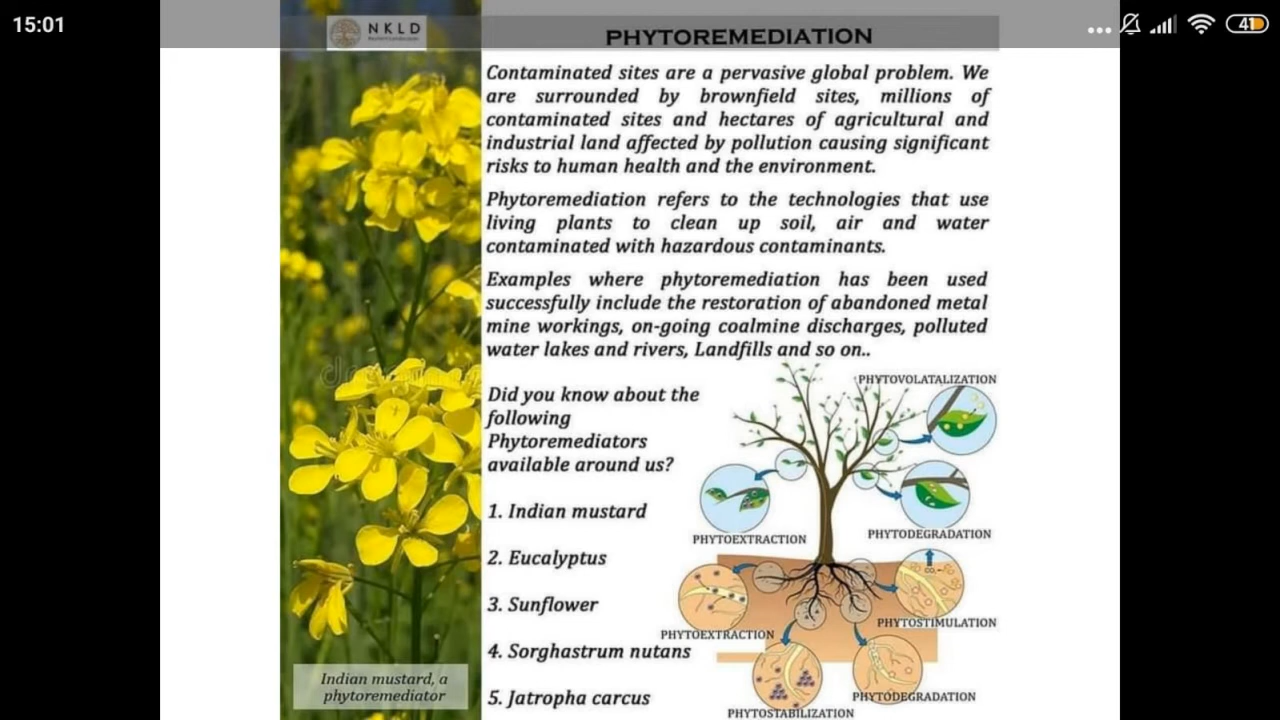 15:01
41
NKLD
PHYTOREMEDIATION
Contaminated sites are a pervasive global problem. We
are surrounded by brownfield sites, millions of
contaminated sites and hectares of agricultural and
industrial land affected by pollution causing significant
risks to human health and the environment.
Phytoremediation refers to the technologies that use
living plants to clean up soil, air and water
contaminated with hazardous contaminants.
Examples where phytoremediation has been used
successfully include the restoration of abandoned metal
mine workings, on-going coalmine discharges, polluted
water lakes and rivers, Landfills and so on..
Did you know about the
following
Phytoremediators
available around us?
1. Indian mustard
2. Eucalyptus
3. Sunflower
4. Sorghastrum nutans
5. Jatropha carcus
PHYTOVOLATALIZATION
PHYTOEXTRACTION
PHYTODEGRADATION
CO₂
PHYTOSTIMULATION
PHYTOEXTRACTION
PHYTODEGRADATION
PHYTOSTABILIZATION
Indian mustard, a
phytoremediator